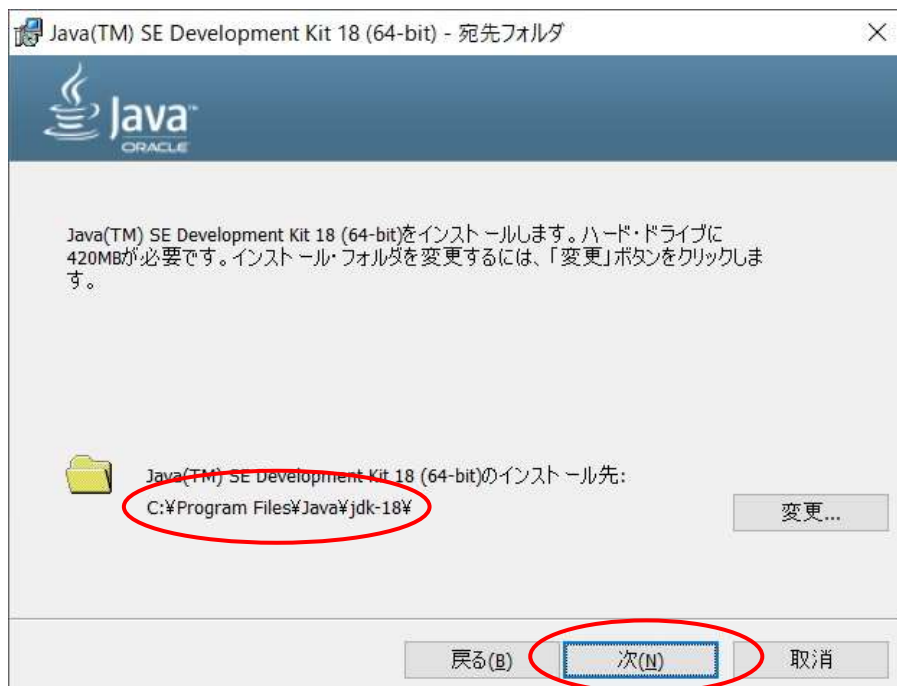 Java(TM) SE Development Kit 18 (64-bit) - 宛先フォルダ
Java™
ORACLE
Java(TM) SE Development Kit 18 (64-bit)をインストールします。ハード・ドライブに
420MBが必要です。インストール・フォルダを変更するには、「変更」ボタンをクリックしま
す。
Java(TM) SE Development Kit 18 (64-bit)のインストール先:
C:¥Program Files¥Java¥jdk-18¥
変更...
戻る(B)
次(N)
取消